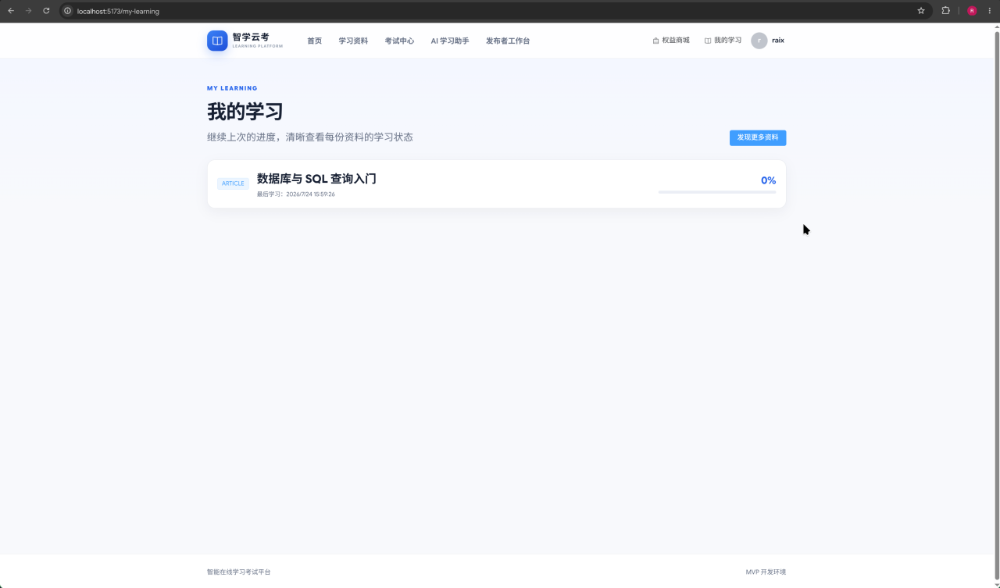 localhost:5173/my-learning
R
智学云考
LEARNING PLATFORM
首页
学习资料
考试中心
AI 学习助手
发布者工作台
权益商城
我的学习
r
raix
MY LEARNING
我的学习
继续上次的进度，清晰查看每份资料的学习状态
发现更多资料
ARTICLE
数据库与 SQL 查询入门
最后学习：2026/7/24 15:59:26
0%
智能在线学习考试平台
MVP 开发环境